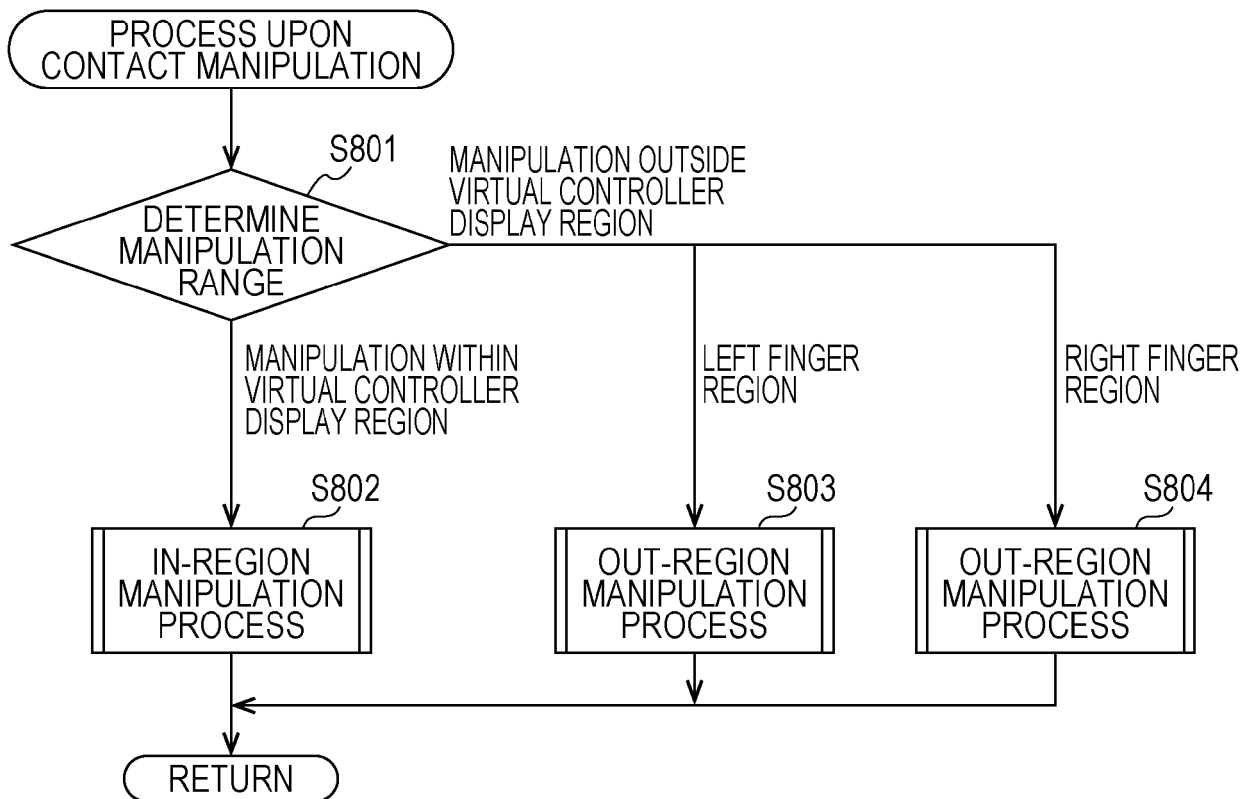 PROCESS UPON
CONTACT MANIPULATION
S801
DETERMINE
MANIPULATION
RANGE
MANIPULATION OUTSIDE
VIRTUAL CONTROLLER
DISPLAY REGION
MANIPULATION WITHIN
VIRTUAL CONTROLLER
DISPLAY REGION
LEFT FINGER
REGION
RIGHT FINGER
REGION
S802
IN-REGION
MANIPULATION
PROCESS
S803
OUT-REGION
MANIPULATION
PROCESS
S804
OUT-REGION
MANIPULATION
PROCESS
RETURN